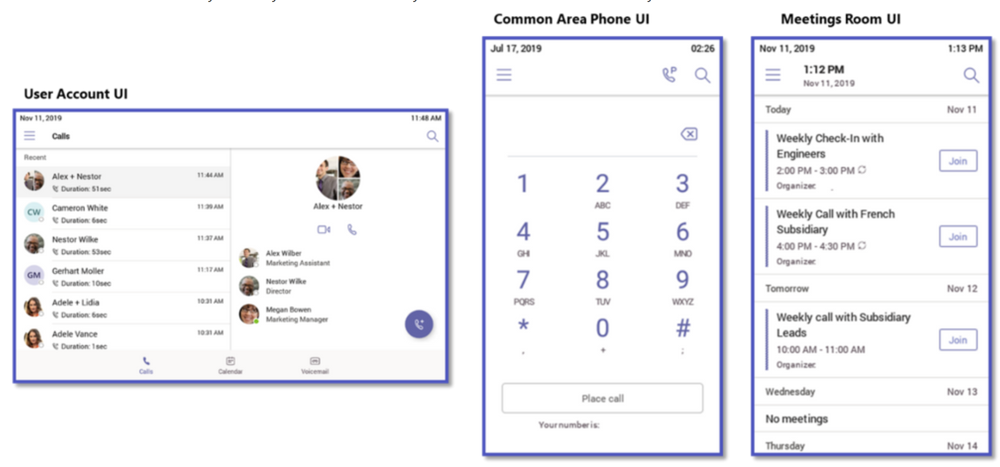 User Account UI
Nov 11, 2019 11:48 AM
Calls
Recent
Alex + Nestor 11:44 AM
Duration: 51sec
CW
Cameron White 11:39 AM
Duration: 6sec
Nestor Wilke 11:37 AM
Duration: 53sec
GM
Gerhart Moller 11:17 AM
Duration: 10sec
Adele + Lidia 10:31 AM
Duration: 6sec
Adele Vance 10:31 AM
Duration: 1sec
Alex + Nestor
Alex Wilber
Marketing Assistant
Nestor Wilke
Director
Megan Bowen
Marketing Manager
Calls Calendar Voicemail
Common Area Phone UI
Jul 17, 2019 02:26
P
1 2 3
ABC DEF
4 5 6
GHI JKL MNO
7 8 9
PQRS TUV WXYZ
* 0 #
, + ;
Place call
Your number is:
Meetings Room UI
Nov 11, 2019 1:13 PM
1:12 PM
Nov 11, 2019
Today Nov 11
Weekly Check-In with
Engineers
Join
2:00 PM - 3:00 PM
Organizer:
Weekly Call with French
Subsidiary
Join
4:00 PM - 4:30 PM
Organizer:
Tomorrow Nov 12
Weekly call with Subsidiary
Leads
Join
10:00 AM - 11:00 AM
Organizer:
Wednesday Nov 13
No meetings
Thursday Nov 14